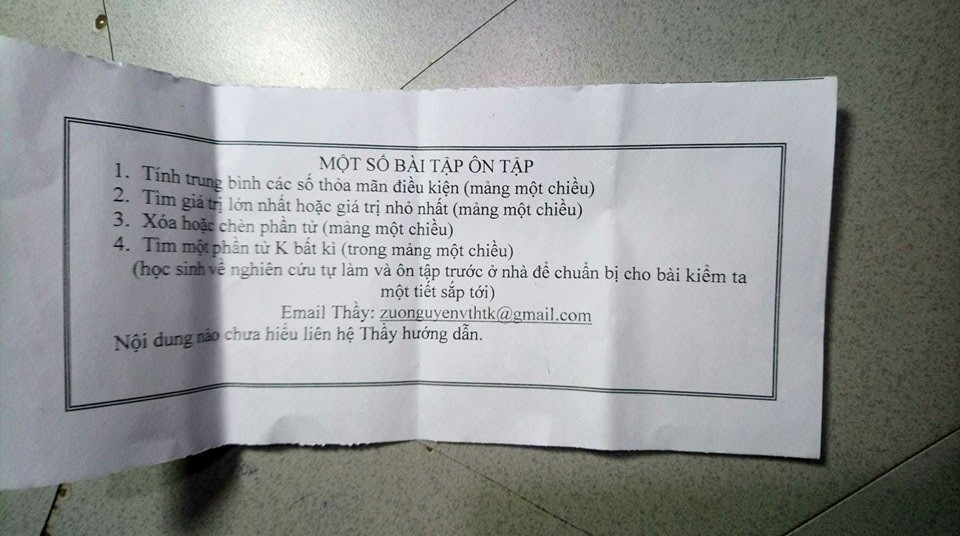 MỘT SỐ BÀI TẬP ÔN TẬP
1. Tính trung bình các số thỏa mãn điều kiện (mảng một chiều)
2. Tìm giá trị lớn nhất hoặc giá trị nhỏ nhất (mảng một chiều)
3. Xóa hoặc chèn phần tử (mảng một chiều)
4. Tìm một phần tử K bất kì (trong mảng một chiều)
(học sinh về nghiên cứu tự làm và ôn tập trước ở nhà để chuẩn bị cho bài kiểm ta
một tiết sắp tới)
Email Thầy: zuonguyenvthtk@gmail.com
Nội dung nào chưa hiểu liên hệ Thầy hướng dẫn.